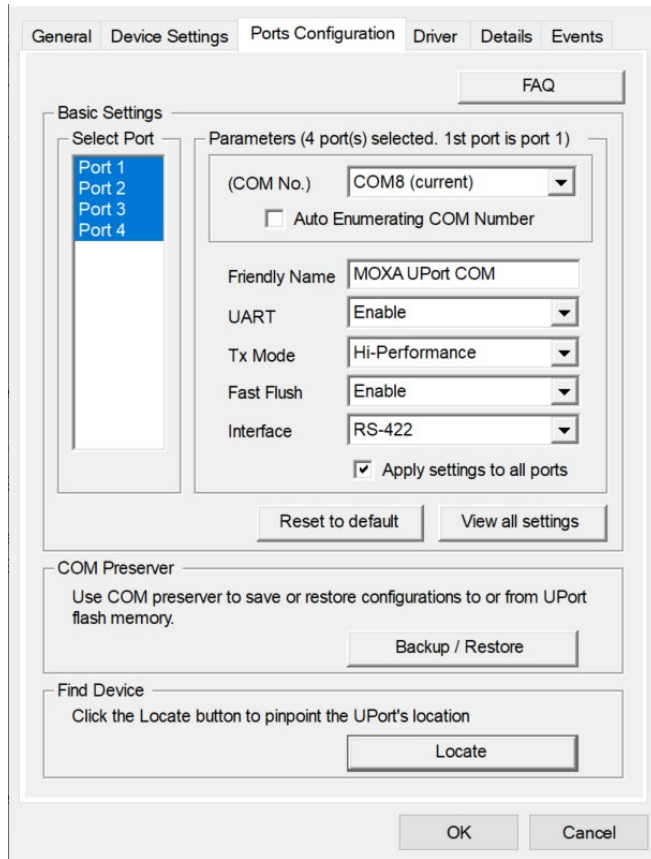 General Device Settings Ports Configuration Driver Details Events
FAQ
Basic Settings
Select Port
Port 1
Port 2
Port 3
Port 4
Parameters (4 port(s) selected. 1st port is port 1)
(COM No.) COM8 (current)
Auto Enumerating COM Number
Friendly Name MOXA UPort COM
UART Enable
Tx Mode Hi-Performance
Fast Flush Enable
Interface RS-422
Apply settings to all ports
Reset to default View all settings
COM Preserver
Use COM preserver to save or restore configurations to or from UPort
flash memory.
Backup / Restore
Find Device
Click the Locate button to pinpoint the UPort's location
Locate
OK Cancel